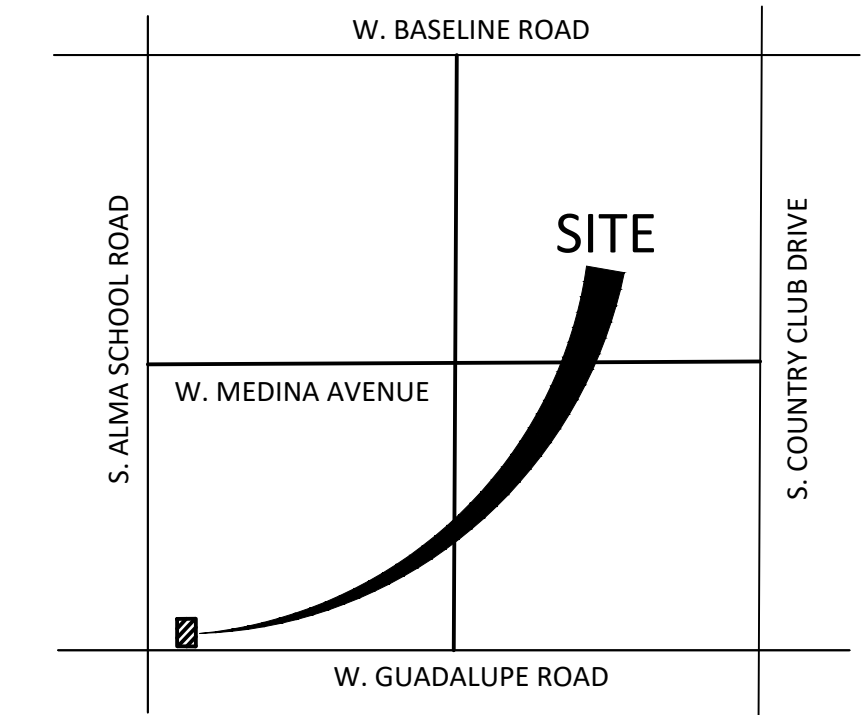 W. BASELINE ROAD
SITE
S. ALMA SCHOOL ROAD
S. COUNTRY CLUB DRIVE
W. MEDINA AVENUE
W. GUADALUPE ROAD